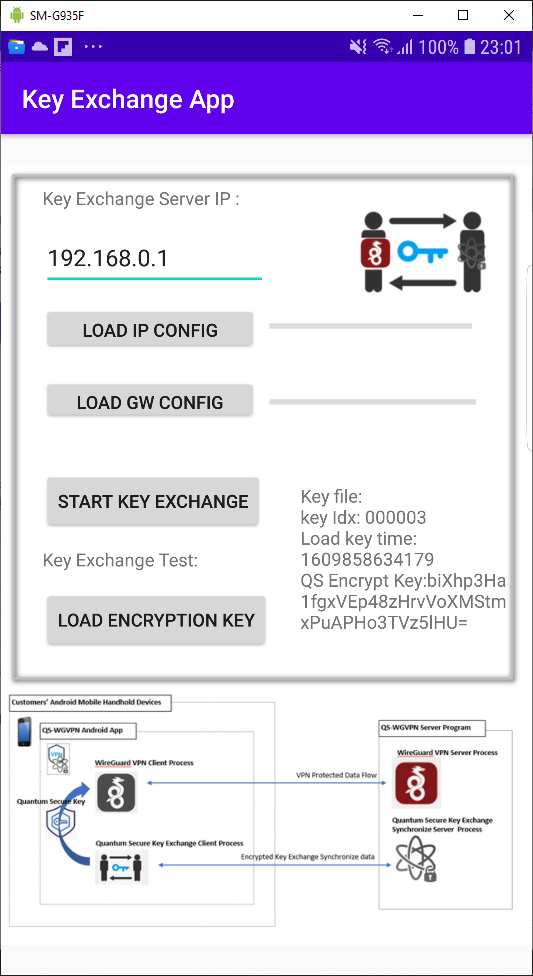 SM-G935F
100% 23:01
Key Exchange App
Key Exchange Server IP :
192.168.0.1
LOAD IP CONFIG
LOAD GW CONFIG
START KEY EXCHANGE
Key file:
key Idx: 000003
Load key time:
1609858634179
QS Encrypt Key:biXhp3Ha
1fgxVEp48zHrvVoXMStm
xPuAPHo3TVz5lHU=
Key Exchange Test:
LOAD ENCRYPTION KEY
Customers' Android Mobile Handhold Devices
QS-WGVPN Android App
VPN
WireGuard VPN Client Process
Quantum Secure Key
Quantum Secure Key Exchange Client Process
VPN Protected Data Flow
Encrypted Key Exchange Synchronize data
QS-WGVPN Server Program
WireGuard VPN Server Process
Quantum Secure Key Exchange
Synchronize Server Process